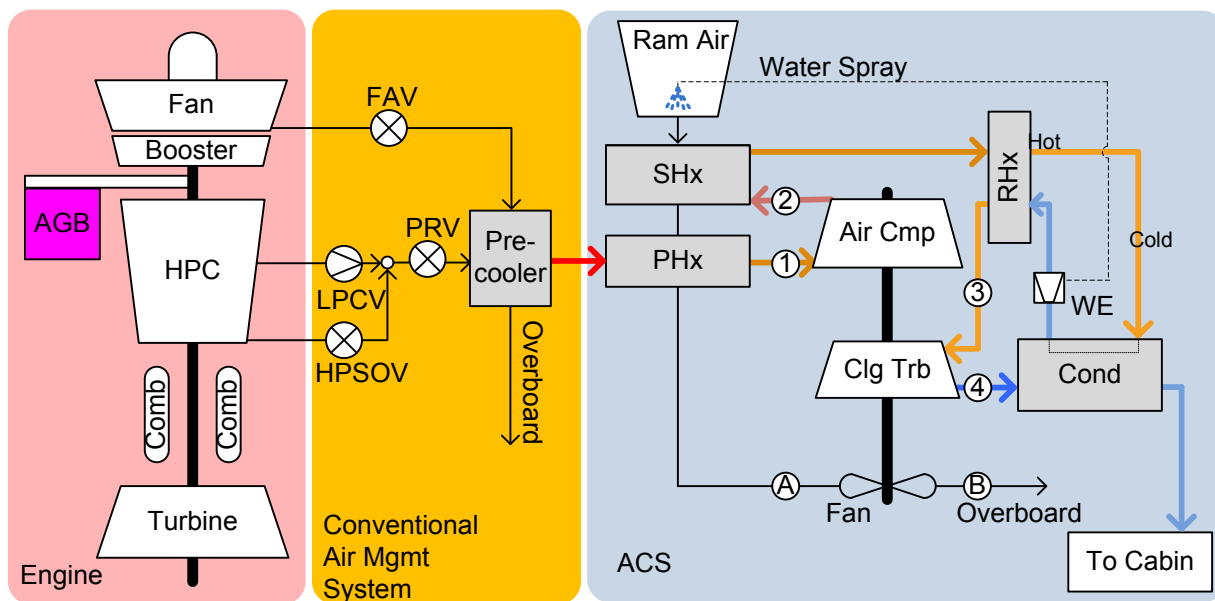 Fan
Booster
AGB
HPC
Comb
Comb
Turbine
Engine
FAV
PRV
LPCV
HPSOV
Pre-
cooler
Overboard
Conventional
Air Mgmt
System
Ram Air
Water Spray
SHx
PHx
RHx
Hot
Cold
2
1
3
4
Air Cmp
WE
Clg Trb
Cond
A
B
Fan
Overboard
To Cabin
ACS